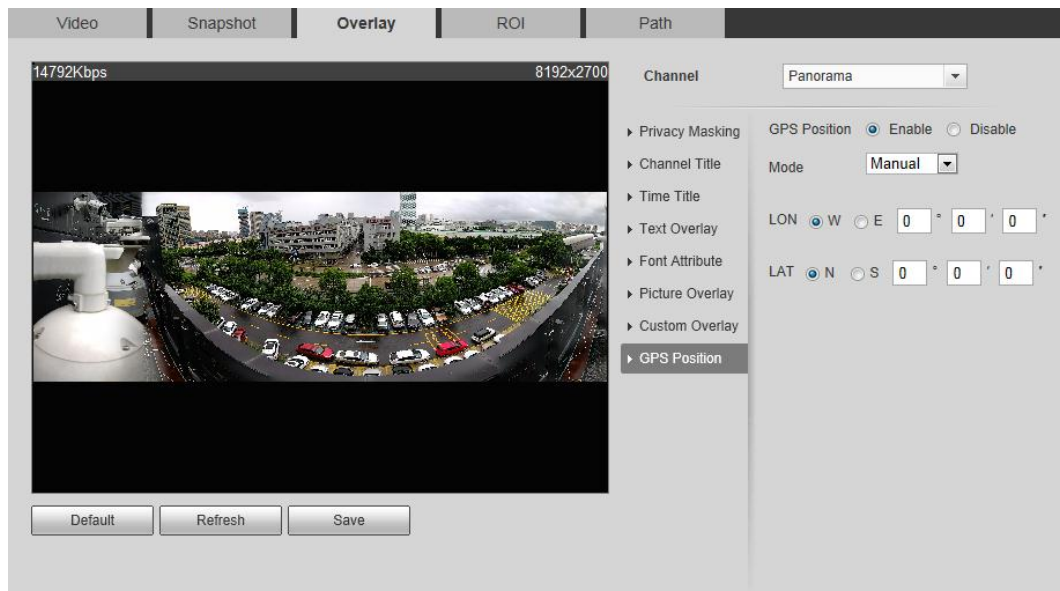 Video Snapshot Overlay ROI Path
14792Kbps 8192x2700
Channel Panorama
Privacy Masking
Channel Title
Time Title
Text Overlay
Font Attribute
Picture Overlay
Custom Overlay
GPS Position
GPS Position Enable Disable
Mode Manual
LON W E 0 ° 0 ' 0 "
LAT N S 0 ° 0 ' 0 "
Default Refresh Save